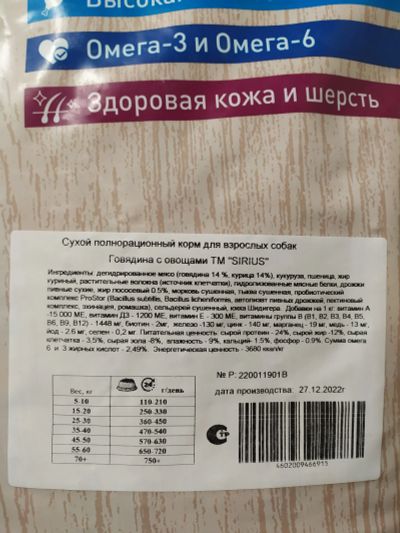 Высокая
Омега-3 и Омега-6
Здоровая кожа и шерсть
Сухой полнорационный корм для взрослых собак
Говядина с овощами ТМ "SIRIUS"
Ингредиенты: дегидрированное мясо (говядина 14 %, курица 14%), кукуруза, пшеница, жир
куриный, растительные волокна (источник клетчатки), гидролизованные мясные белки, дрожжи
пивные сухие, жир лососевый 0.5%, морковь сушеная, тыква сушеная, пробиотический
комплекс ProStor (Bacillus subtilis, Bacillus licheniformis, автолизат пивных дрожжей, пектиновый
комплекс, эхинацея, ромашка), сельдерей сушеный, юкка Шидигера. Добавки на 1 кг: витамин А
-15 000 МЕ, витамин Д3 - 1200 МЕ, витамин Е - 300 МЕ, витамины группы В (В1, В2, В3, В4, В5,
В6, В9, В12) - 1448 мг, биотин - 2мг, железо -130 мг, цинк - 140 мг, марганец - 19 мг, медь - 13 мг,
йод - 2.6 мг, селен - 0,2 мг. Питательная ценность: сырой протеин - 24%, сырой жир -12%, сырая
клетчатка - 3,5%, сырая зола -8%, влажность - 9%, кальций- 1.5%, фосфор -0.9%. Сумма омега
6 и 3 жирных кислот - 2,49%. Энергетическая ценность - 3680 ккал/кг
Вес, кг 24 г/день
5-10 110-210
15-20 250-330
25-30 360-450
35-40 470-540
45-50 570-630
55-60 650-720
70+ 750+
№ Р: 220011901В
дата производства: 27.12.2022г
4602009466915